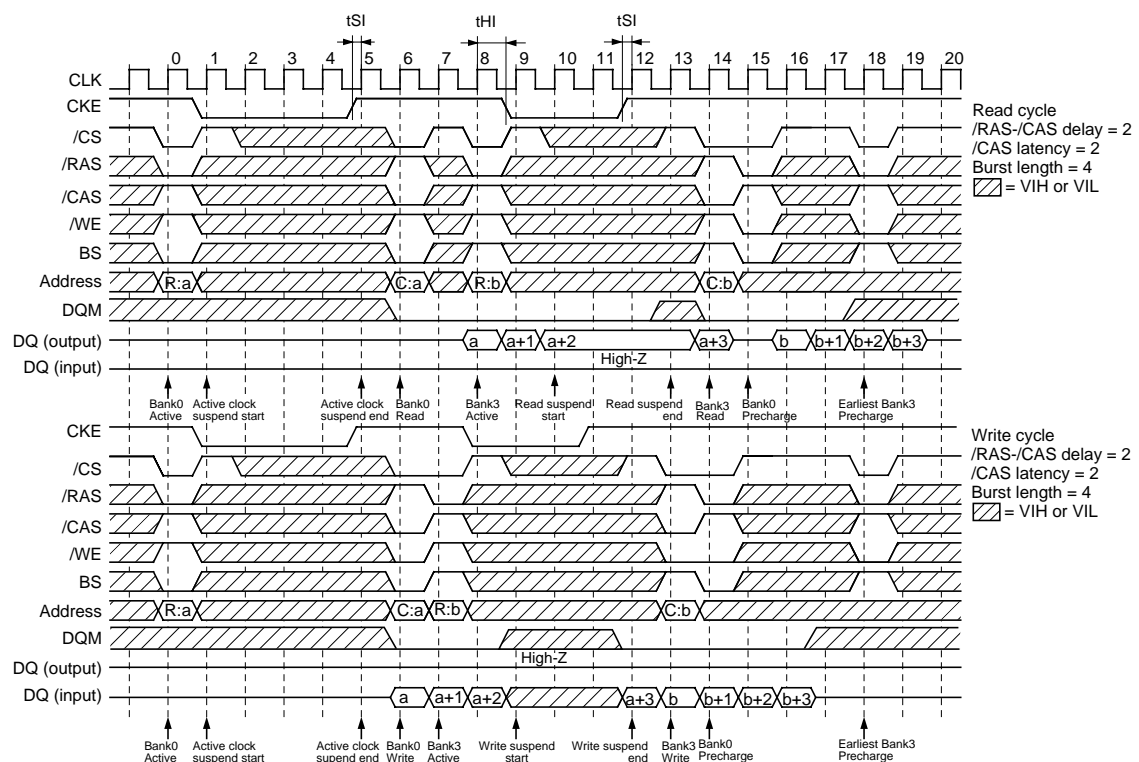 tSI tHI tSI
0 1 2 3 4 5 6 7 8 9 10 11 12 13 14 15 16 17 18 19 20
CLK
CKE
/CS
/RAS
/CAS
/WE
BS
Address R:a C:a R:b C:b
DQM
DQ (output) a a+1 a+2 a+3 b b+1 b+2 b+3
High-Z
DQ (input)
Read cycle
/RAS-/CAS delay = 2
/CAS latency = 2
Burst length = 4
= VIH or VIL
Bank0
Active
Active clock
suspend start
Active clock
suspend end
Bank0
Read
Bank3
Active
Read suspend
start
Read suspend
end
Bank3
Read
Bank0
Precharge
Earliest Bank3
Precharge
CKE
/CS
/RAS
/CAS
/WE
BS
Address R:a C:a R:b C:b
DQM
High-Z
DQ (output)
DQ (input) a a+1 a+2 a+3 b b+1 b+2 b+3
Write cycle
/RAS-/CAS delay = 2
/CAS latency = 2
Burst length = 4
= VIH or VIL
Bank0
Active
Active clock
suspend start
Active clock
supend end
Bank0
Write
Bank3
Active
Write suspend
start
Write suspend
end
Bank3
Write
Bank0
Precharge
Earliest Bank3
Precharge